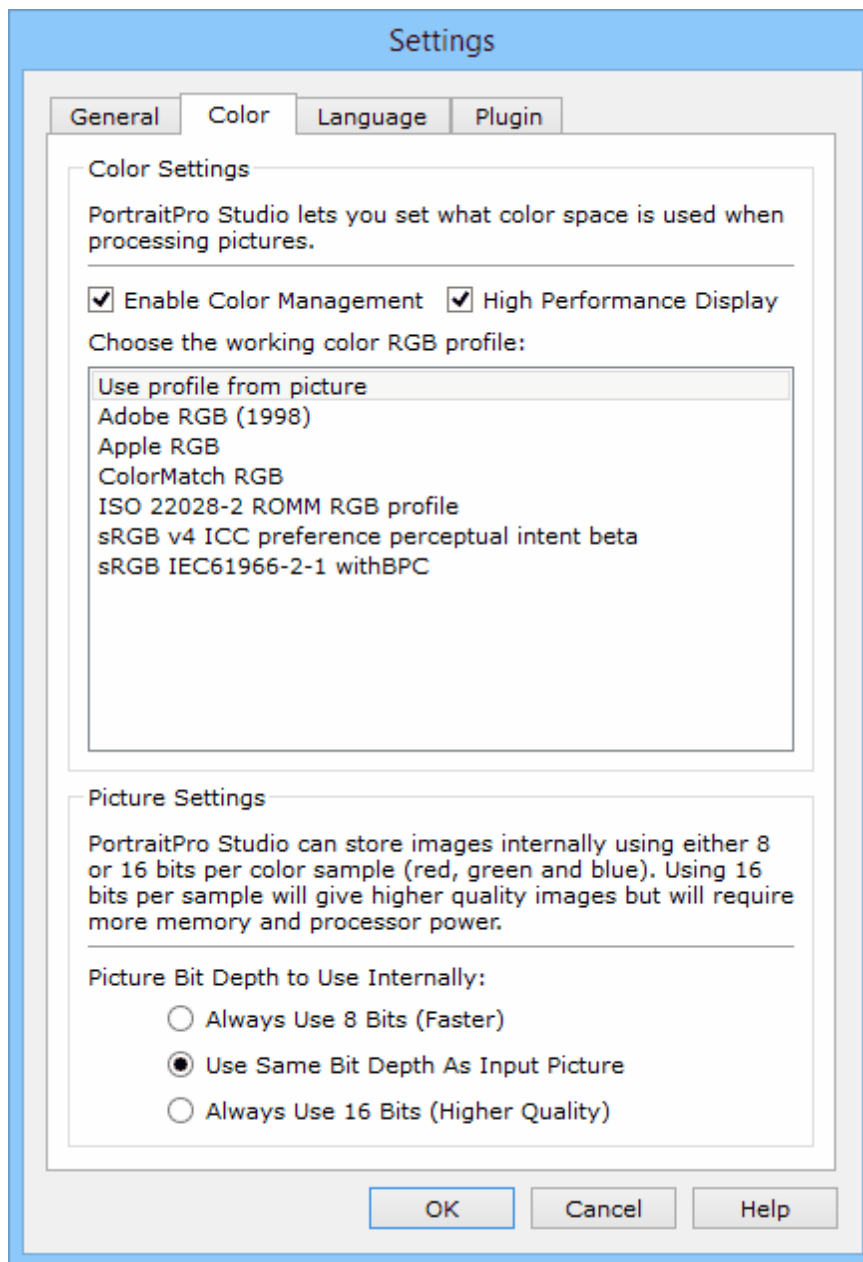 Settings
General Color Language Plugin
Color Settings
PortraitPro Studio lets you set what color space is used when
processing pictures.
Enable Color Management High Performance Display
Choose the working color RGB profile:
Use profile from picture
Adobe RGB (1998)
Apple RGB
ColorMatch RGB
ISO 22028-2 ROMM RGB profile
sRGB v4 ICC preference perceptual intent beta
sRGB IEC61966-2-1 withBPC
Picture Settings
PortraitPro Studio can store images internally using either 8
or 16 bits per color sample (red, green and blue). Using 16
bits per sample will give higher quality images but will require
more memory and processor power.
Picture Bit Depth to Use Internally:
Always Use 8 Bits (Faster)
Use Same Bit Depth As Input Picture
Always Use 16 Bits (Higher Quality)
OK Cancel Help